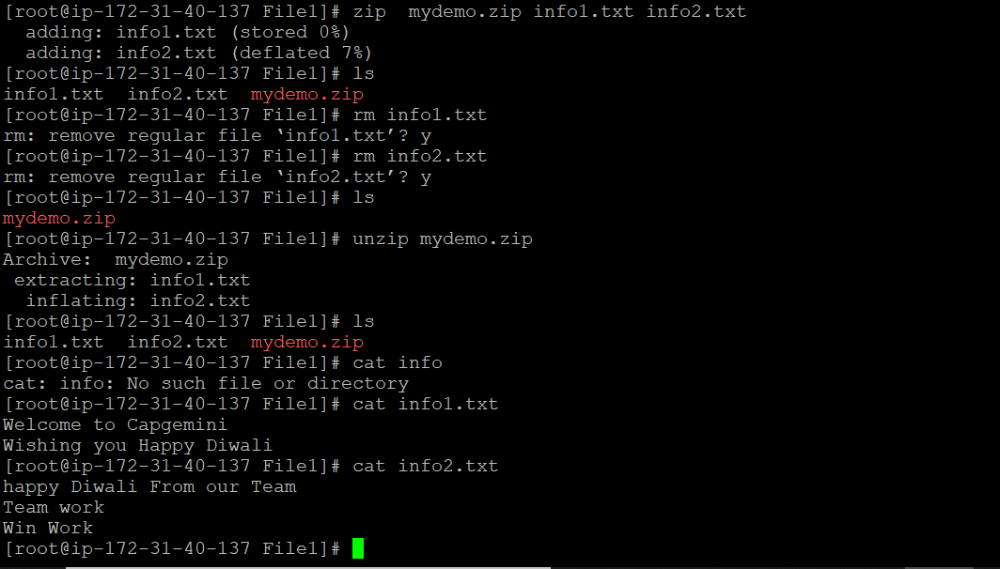 [root@ip-172-31-40-137 File1]# zip  mydemo.zip info1.txt info2.txt
  adding: info1.txt (stored 0%)
  adding: info2.txt (deflated 7%)
[root@ip-172-31-40-137 File1]# ls
info1.txt  info2.txt  mydemo.zip
[root@ip-172-31-40-137 File1]# rm info1.txt
rm: remove regular file ‘info1.txt’? y
[root@ip-172-31-40-137 File1]# rm info2.txt
rm: remove regular file ‘info2.txt’? y
[root@ip-172-31-40-137 File1]# ls
mydemo.zip
[root@ip-172-31-40-137 File1]# unzip mydemo.zip
Archive:  mydemo.zip
 extracting: info1.txt
  inflating: info2.txt
[root@ip-172-31-40-137 File1]# ls
info1.txt  info2.txt  mydemo.zip
[root@ip-172-31-40-137 File1]# cat info
cat: info: No such file or directory
[root@ip-172-31-40-137 File1]# cat info1.txt
Welcome to Capgemini
Wishing you Happy Diwali
[root@ip-172-31-40-137 File1]# cat info2.txt
happy Diwali From our Team
Team work
Win Work
[root@ip-172-31-40-137 File1]#